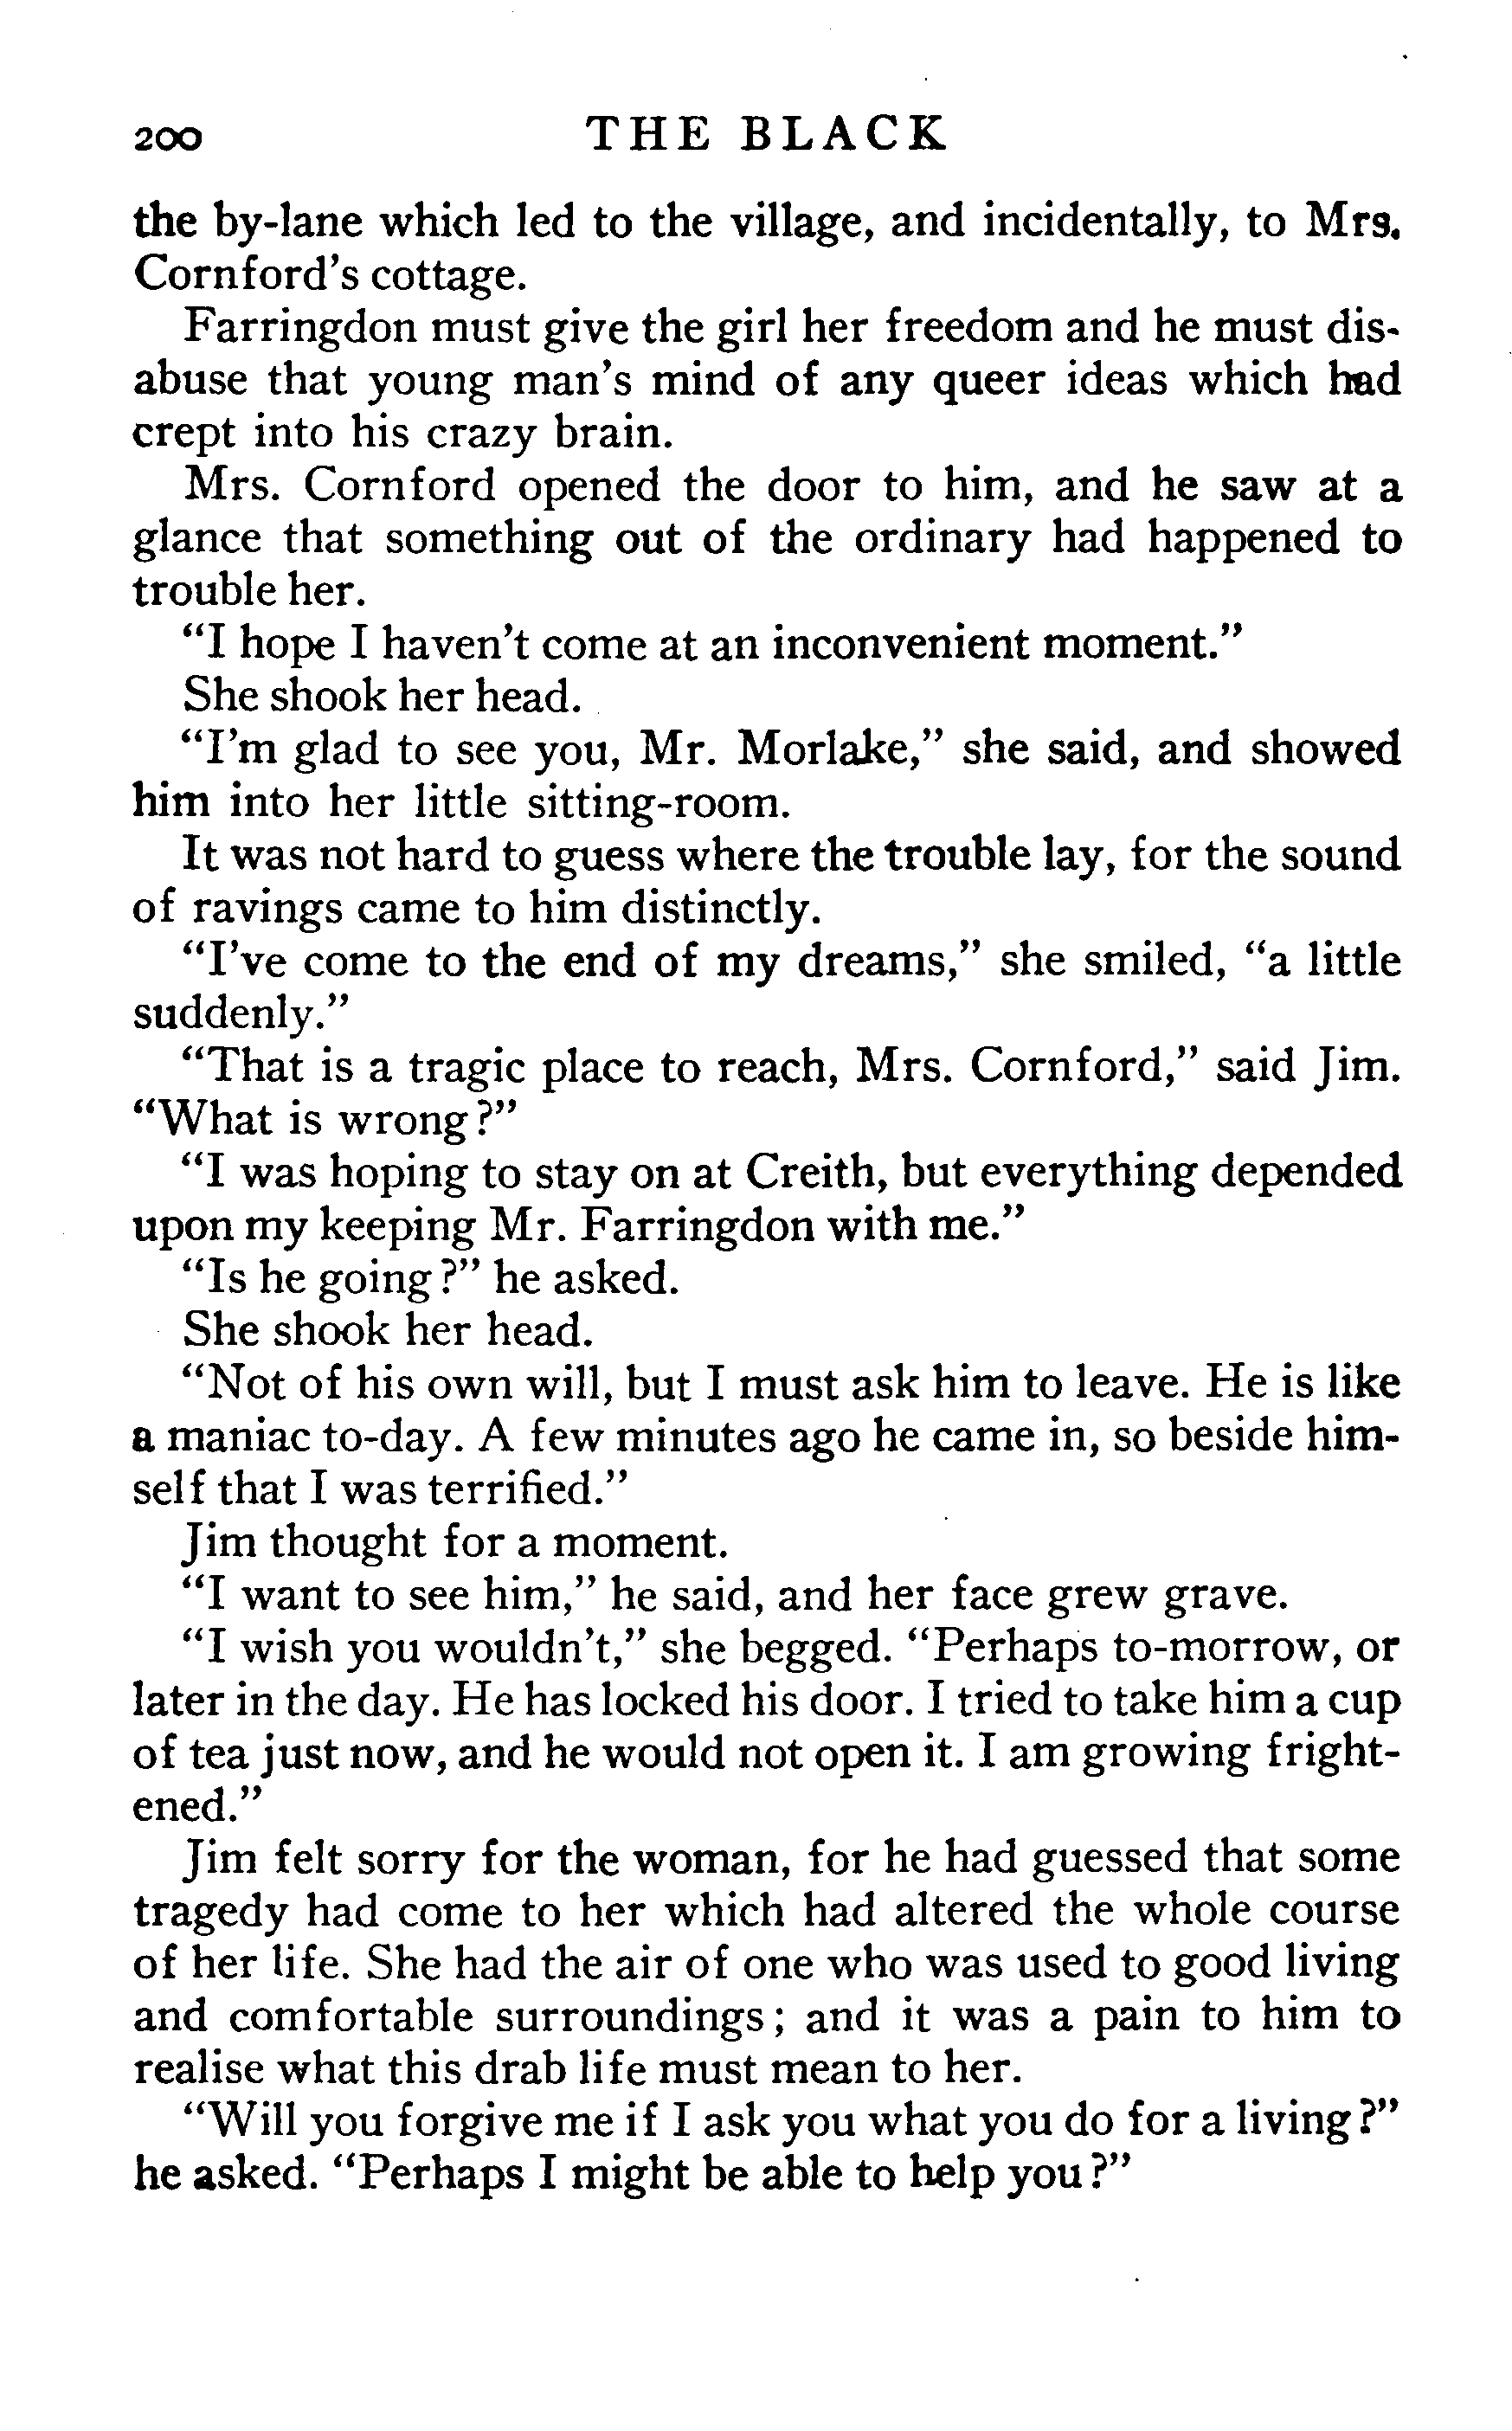 200 THE BLACK
the by-lane which led to the village, and incidentally, to Mrs.
Cornford's cottage.
Farringdon must give the girl her freedom and he must dis-
abuse that young man's mind of any queer ideas which had
crept into his crazy brain.
Mrs. Cornford opened the door to him, and he saw at a
glance that something out of the ordinary had happened to
trouble her.
"I hope I haven't come at an inconvenient moment."
She shook her head.
"I'm glad to see you, Mr. Morlake," she said, and showed
him into her little sitting-room.
It was not hard to guess where the trouble lay, for the sound
of ravings came to him distinctly.
"I've come to the end of my dreams," she smiled, "a little
suddenly."
"That is a tragic place to reach, Mrs. Cornford," said Jim.
"What is wrong?"
"I was hoping to stay on at Creith, but everything depended
upon my keeping Mr. Farringdon with me."
"Is he going?" he asked.
She shook her head.
"Not of his own will, but I must ask him to leave. He is like
a maniac to-day. A few minutes ago he came in, so beside him-
self that I was terrified."
Jim thought for a moment.
"I want to see him," he said, and her face grew grave.
"I wish you wouldn't," she begged. "Perhaps to-morrow, or
later in the day. He has locked his door. I tried to take him a cup
of tea just now, and he would not open it. I am growing fright-
ened."
Jim felt sorry for the woman, for he had guessed that some
tragedy had come to her which had altered the whole course
of her life. She had the air of one who was used to good living
and comfortable surroundings; and it was a pain to him to
realise what this drab life must mean to her.
"Will you forgive me if I ask you what you do for a living?"
he asked. "Perhaps I might be able to help you?"